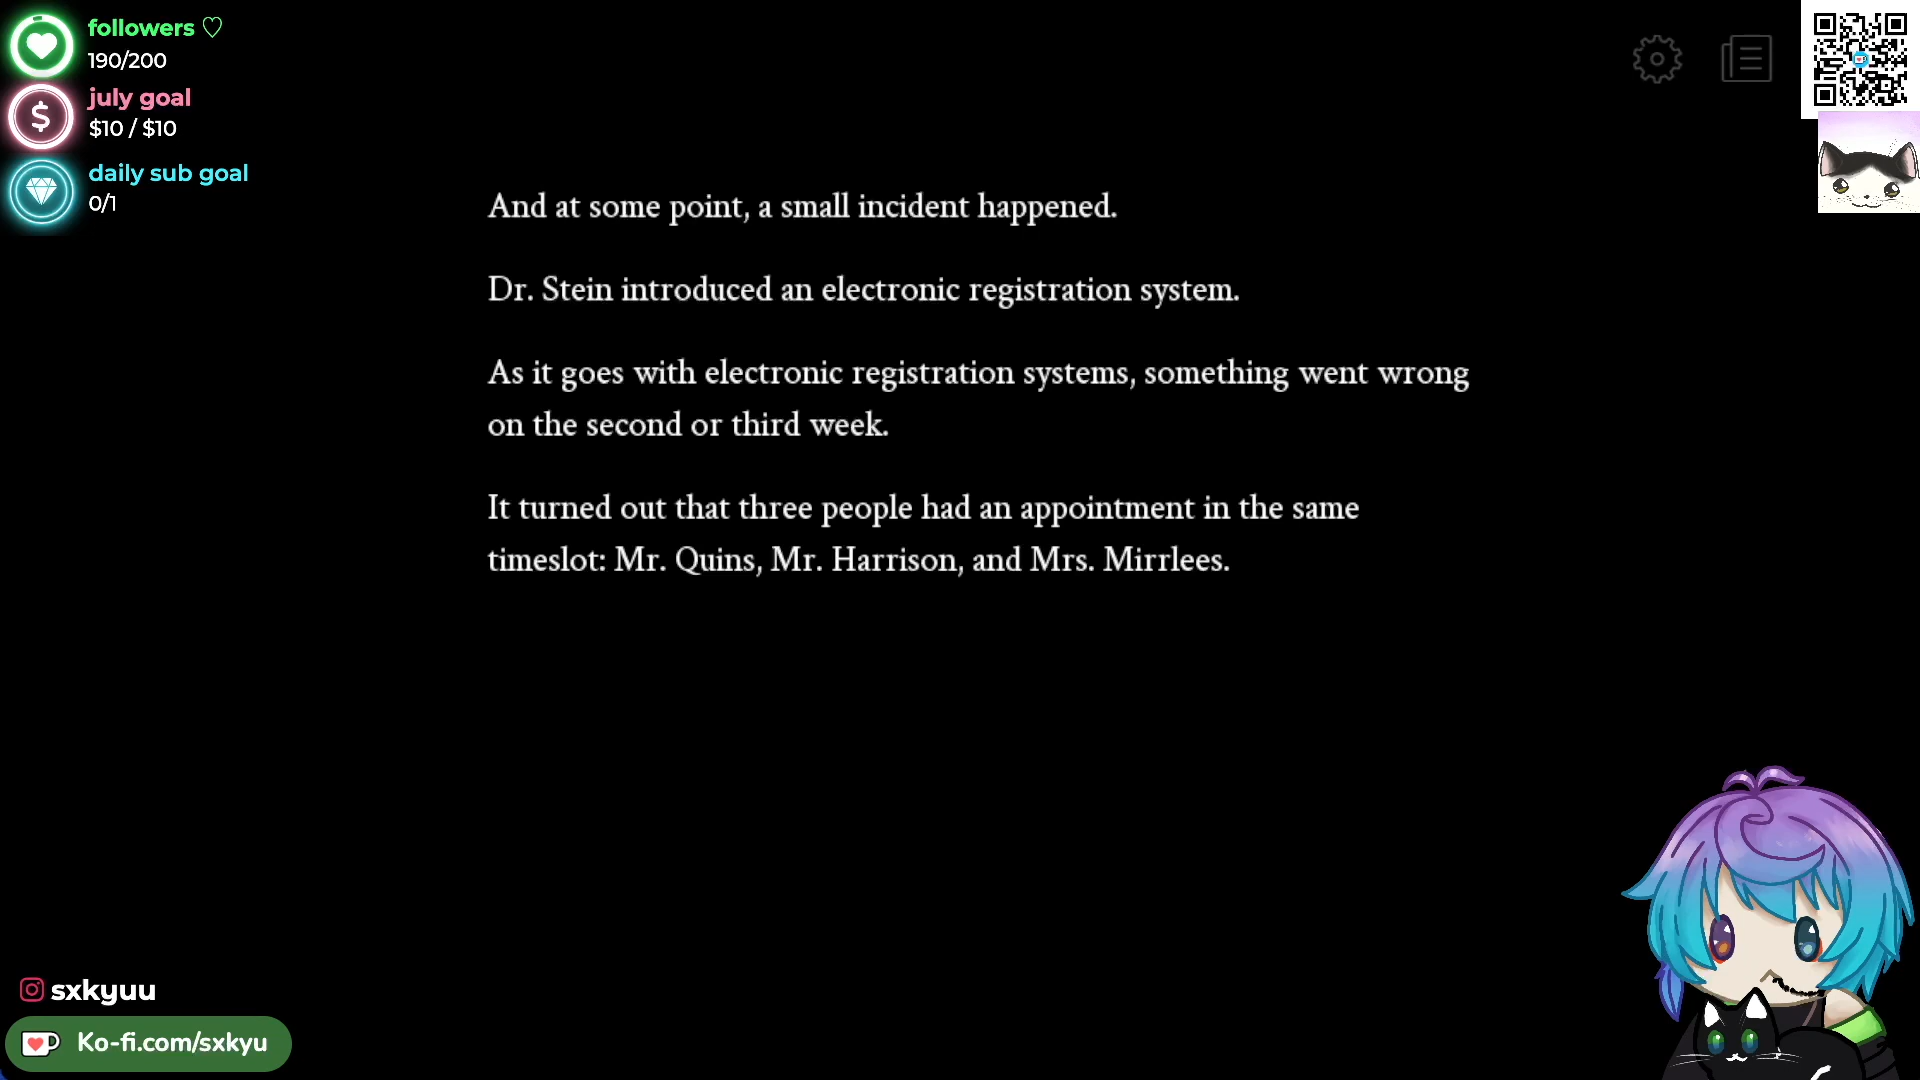 followers ♡
190/200
july goal
$10 / $10
daily sub goal
0/1
And at some point, a small incident happened.
Dr. Stein introduced an electronic registration system.
As it goes with electronic registration systems, something went wrong
on the second or third week.
It turned out that three people had an appointment in the same
timeslot: Mr. Quins, Mr. Harrison, and Mrs. Mirrlees.
sxkyuu
Ko-fi.com/sxkyu